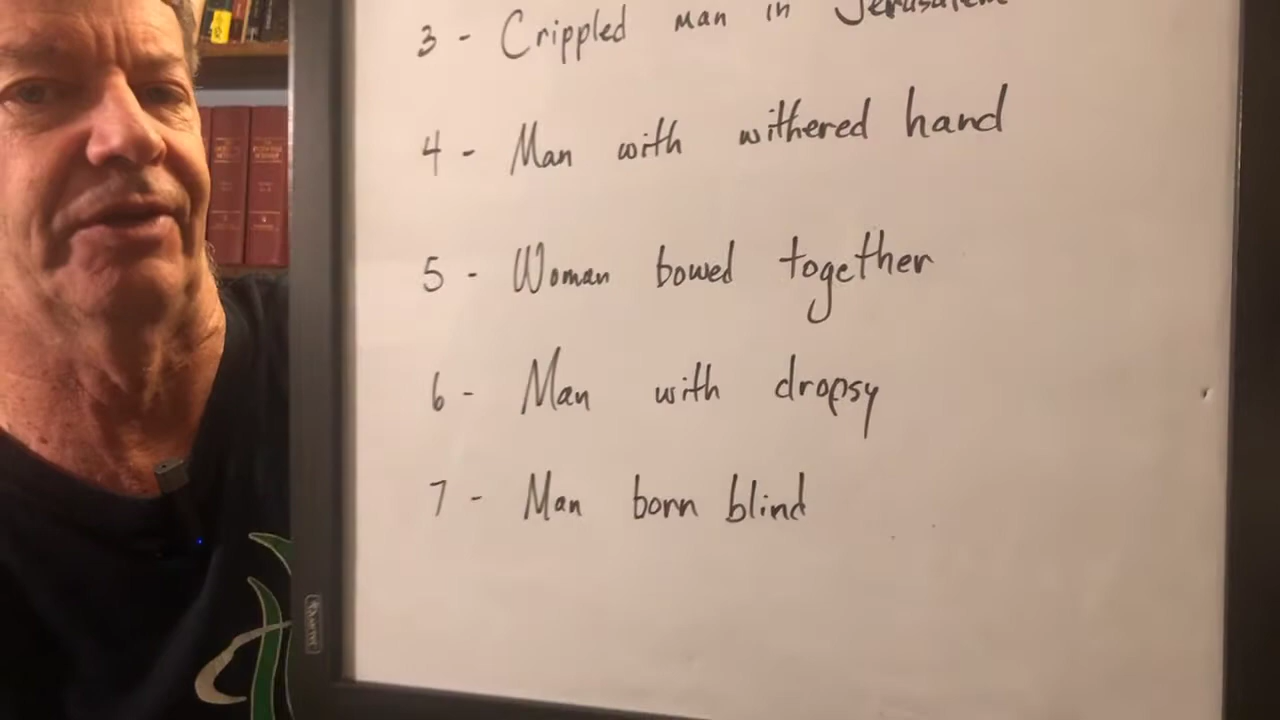 3 - Crippled man in Jerusalem
4 - Man with withered hand
5 - Woman bowed together
6 - Man with dropsy
7 - Man born blind